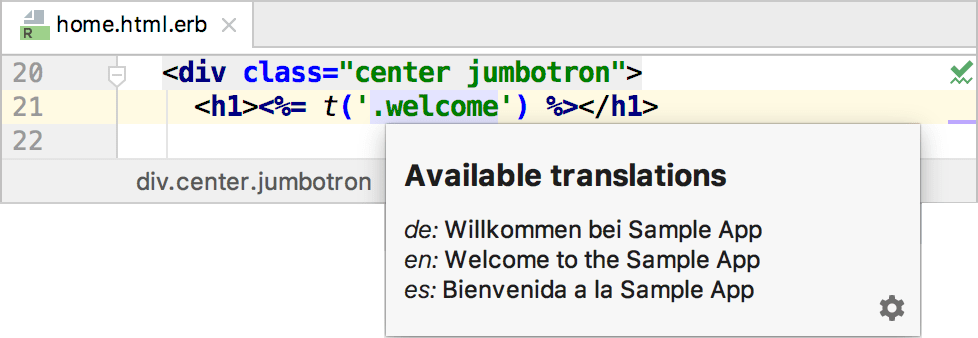 home.html.erb
20 <div class="center jumbotron">
21 <h1><%= t('.welcome') %></h1>
22
div.center.jumbotron
Available translations
de: Willkommen bei Sample App
en: Welcome to the Sample App
es: Bienvenida a la Sample App